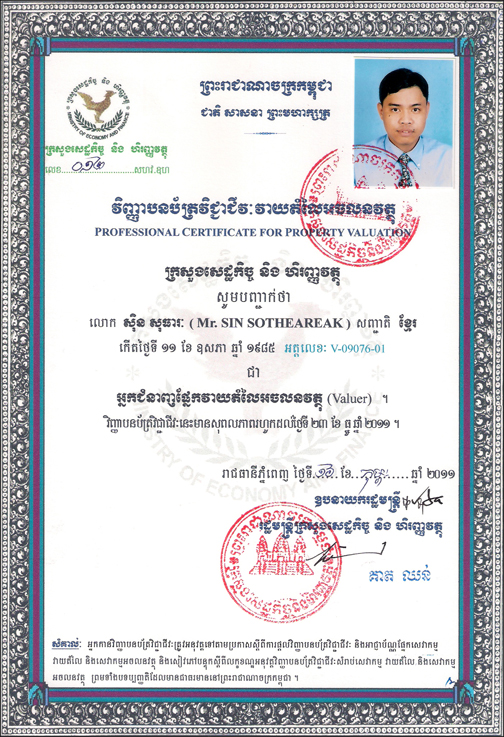 ព្រះរាជាណាចក្រកម្ពុជា
ជាតិ សាសនា ព្រះមហាក្សត្រ
MINISTRY OF ECONOMY AND FINANCE
ក្រសួងសេដ្ឋកិច្ច និង ហិរញ្ញវត្ថុ
លេខ............សហវ.ឧហ
វិញ្ញាបនប័ត្រវិជ្ជាជីវៈវាយតំលៃអចលនវត្ថុ
PROFESSIONAL CERTIFICATE FOR PROPERTY VALUATION
ក្រសួងសេដ្ឋកិច្ច និង ហិរញ្ញវត្ថុ
សូមបញ្ជាក់ថា
លោក ស៊ិន សុធារៈ ( Mr. SIN SOTHEAREAK ) សញ្ជាតិ ខ្មែរ
កើតថ្ងៃទី ១១ ខែ ឧសភា ឆ្នាំ ១៩៨៥ អត្តលេខៈ V-09076-01
ជា
អ្នកជំនាញផ្នែកវាយតំលៃអចលនវត្ថុ (Valuer) ។
វិញ្ញាបនប័ត្រវិជ្ជាជីវៈនេះមានសុពលភាពរហូតដល់ថ្ងៃទី ២៣ ខែ ធ្នូ ឆ្នាំ ២០១១ ។
រាជធានីភ្នំពេញ ថ្ងៃទី......ខែ...កុម្ភៈ...... ឆ្នាំ ២០១១
ឧបនាយករដ្ឋមន្ត្រី
រដ្ឋមន្ត្រីក្រសួងសេដ្ឋកិច្ច និង ហិរញ្ញវត្ថុ
គាត ឈន់
សំគាល់: អ្នកកាន់វិញ្ញាបនប័ត្រវិជ្ជាជីវៈត្រូវអនុវត្តទៅតាមប្រកាសស្តីពីការផ្តល់វិញ្ញាបនប័ត្រវិជ្ជាជីវៈ និងអាជ្ញាប័ណ្ណផ្នែកសេវាកម្ម
វាយតំលៃ និងសេវាកម្មអចលនវត្ថុ និងសៀវភៅបន្ទុកស្តីពីលក្ខខណ្ឌអនុវត្តវិញ្ញាបនប័ត្រវិជ្ជាជីវៈសំរាប់សេវាកម្ម វាយតំលៃ និងសេវាកម្ម
អចលនវត្ថុ ព្រមទាំងបទប្បញ្ញត្តិដែលមានជាធរមាននៅព្រះរាជាណាចក្រកម្ពុជា ។